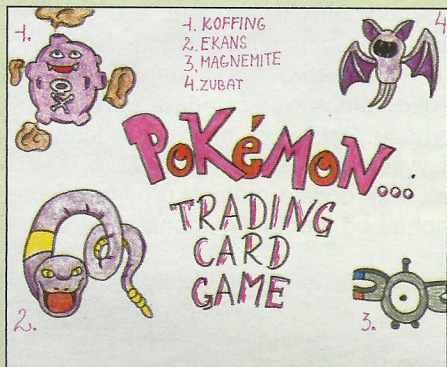 1. KOFFING
2. EKANS
3. MAGNEMITE
4. ZUBAT
1.
4.
POKéMON...
TRADING
CARD
GAME
2.
3.